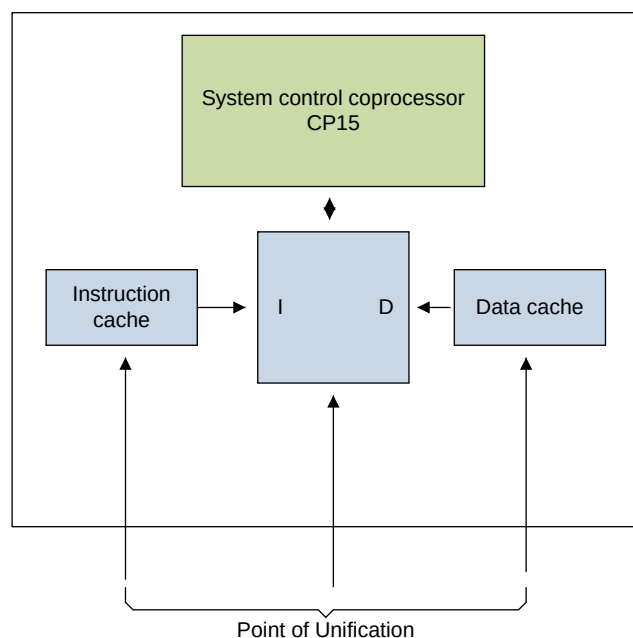 System control coprocessor
CP15
Instruction
cache
I
D
Data cache
Point of Unification